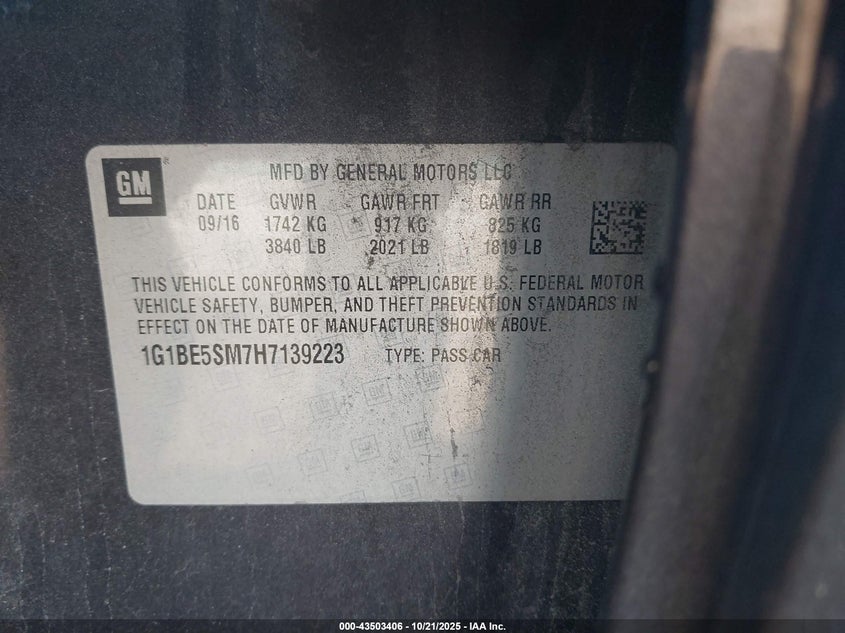 GM
MFD BY GENERAL MOTORS LLC
DATE GVWR GAWR FRT GAWR RR
09/16 1742 KG 917 KG 825 KG
3840 LB 2021 LB 1819 LB
THIS VEHICLE CONFORMS TO ALL APPLICABLE U.S. FEDERAL MOTOR
VEHICLE SAFETY, BUMPER, AND THEFT PREVENTION STANDARDS IN
EFFECT ON THE DATE OF MANUFACTURE SHOWN ABOVE.
1G1BE5SM7H7139223 TYPE: PASS CAR
000-43503406 - 10/21/2025 - IAA Inc.